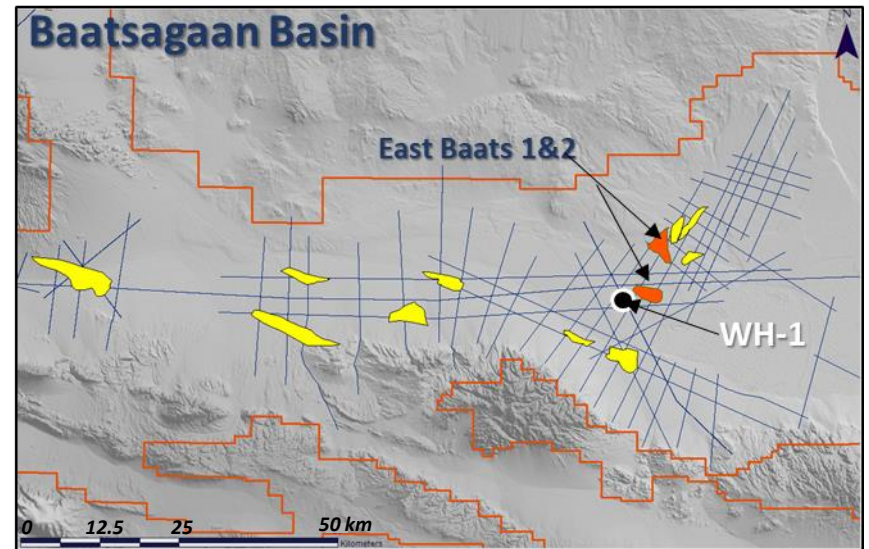 Baatsagaan Basin
N
East Baats 1&2
WH-1
0 12.5 25 50 km
Kilometers